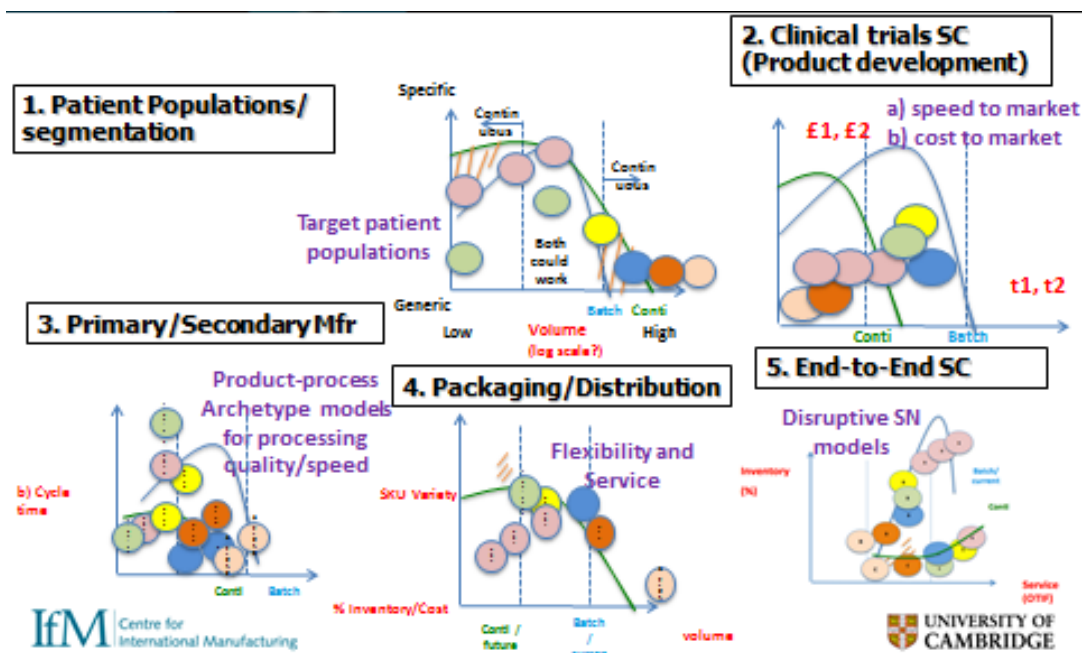 1. Patient Populations/
segmentation
Specific
Contin
ubus
Contin
uous
Target patient
populations
Both
could
work
Generic
Batch
Conti
Low
Volume
(log scale?)
High
2. Clinical trials SC
(Product development)
£1, £2
a) speed to market
b) cost to market
t1, t2
Conti
Batch
3. Primary/Secondary Mfr
Product-process
Archetype models
for processing
quality/speed
b) Cycle
time
Conti
Batch
4. Packaging/Distribution
Flexibility and
Service
SKU Variety
% Inventory/Cost
Conti /
future
Batch
/
volume
5. End-to-End SC
Disruptive SN
models
Inventory
(%)
Batch/
current
Conti
Service
(OTIF)
IfM
Centre for
International Manufacturing
UNIVERSITY OF
CAMBRIDGE